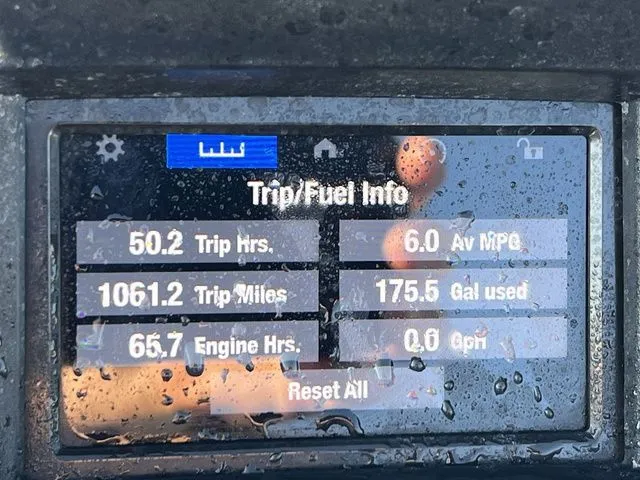 Trip/Fuel Info
50.2 Trip Hrs.
6.0 Av MPG
1061.2 Trip Miles
175.5 Gal used
65.7 Engine Hrs.
0.0 GpH
Reset All